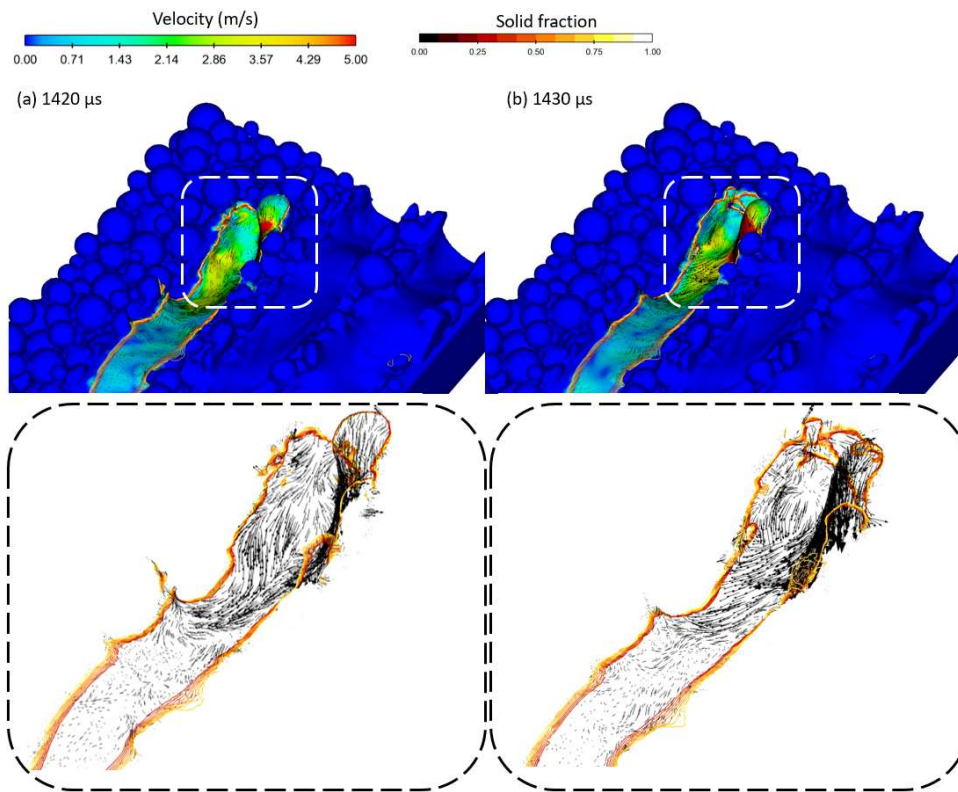 Velocity (m/s)
0.00 0.71 1.43 2.14 2.86 3.57 4.29 5.00
Solid fraction
0.00 0.25 0.50 0.75 1.00
(a) 1420 µs
(b) 1430 µs